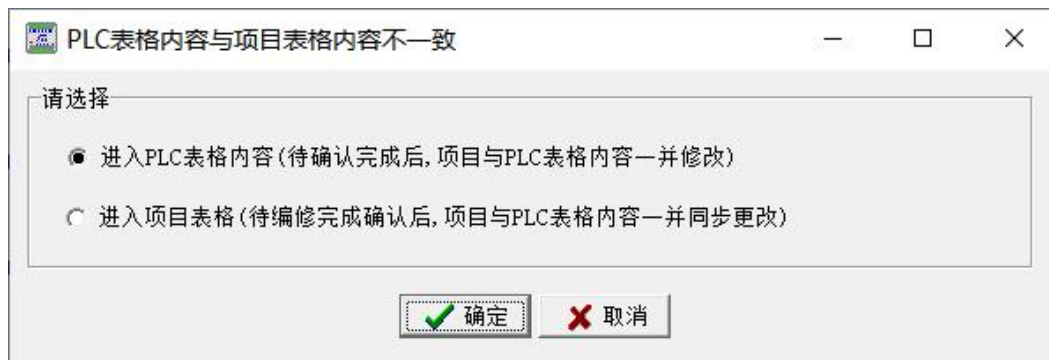 PLC表格内容与项目表格内容不一致
请选择
进入PLC表格内容(待确认完成后,项目与PLC表格内容一并修改)
进入项目表格(待编修完成确认后,项目与PLC表格内容一并同步更改)
确定 取消